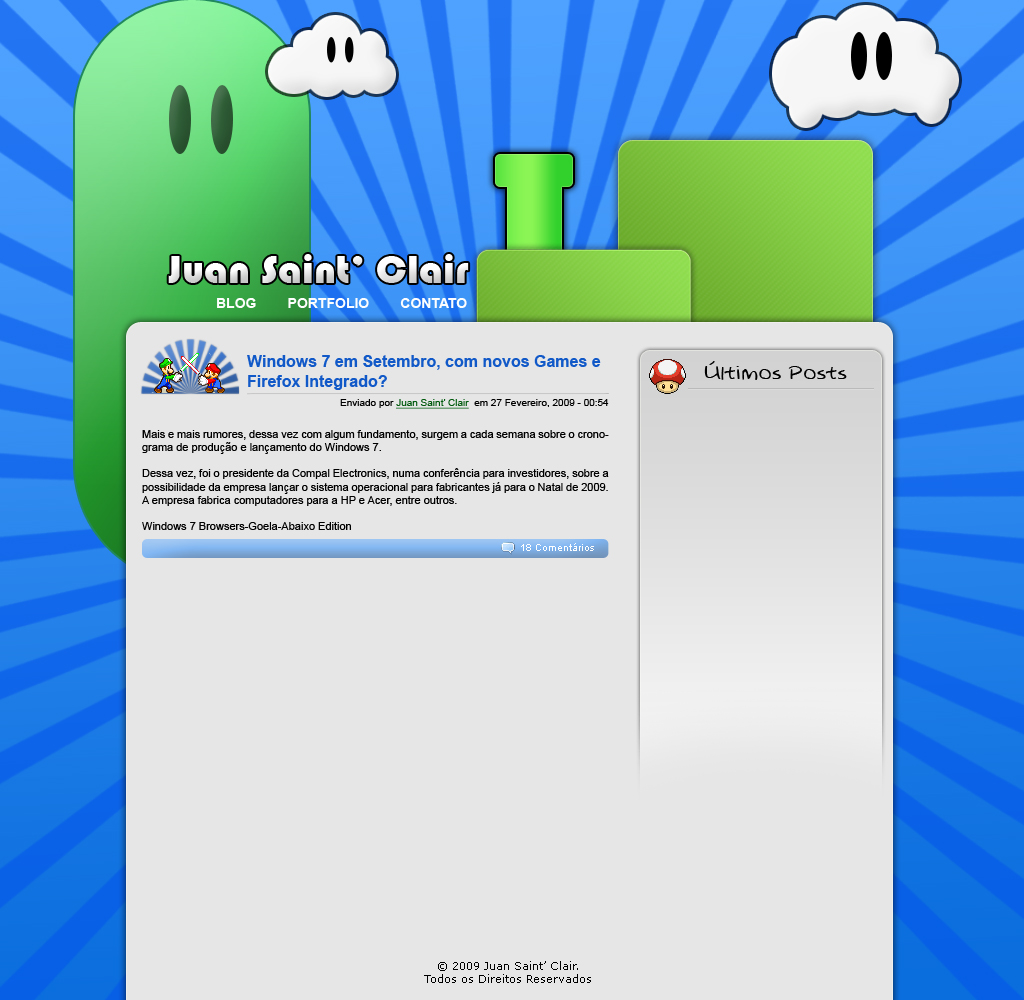 Juan Saint' Clair
BLOG PORTFOLIO CONTATO
Windows 7 em Setembro, com novos Games e
Firefox Integrado?
Enviado por Juan Saint' Clair em 27 Fevereiro, 2009 - 00:54
Mais e mais rumores, dessa vez com algum fundamento, surgem a cada semana sobre o crono-
grama de produção e lançamento do Windows 7.
Dessa vez, foi o presidente da Compal Electronics, numa conferência para investidores, sobre a
possibilidade da empresa lançar o sistema operacional para fabricantes já para o Natal de 2009.
A empresa fabrica computadores para a HP e Acer, entre outros.
Windows 7 Browsers-Goela-Abaixo Edition
18 Comentários
Últimos Posts
© 2009 Juan Saint' Clair.
Todos os Direitos Reservados